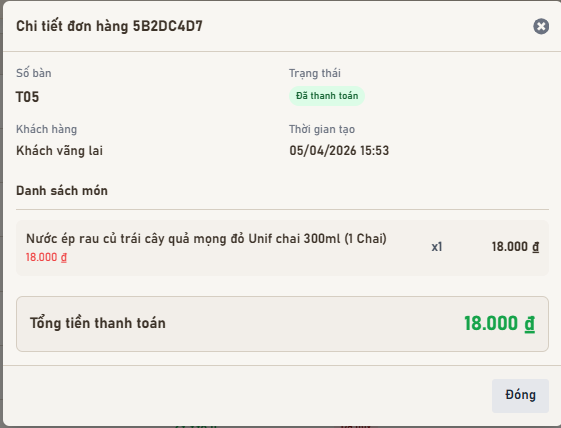 Chi tiết đơn hàng 5B2DC4D7
Số bàn
Trạng thái
T05
Đã thanh toán
Khách hàng
Thời gian tạo
Khách vãng lai
05/04/2026 15:53
Danh sách món
Nước ép rau củ trái cây quả mọng đỏ Unif chai 300ml (1 Chai)
18.000 ₫
x1
18.000 ₫
Tổng tiền thanh toán
18.000 ₫
Đóng